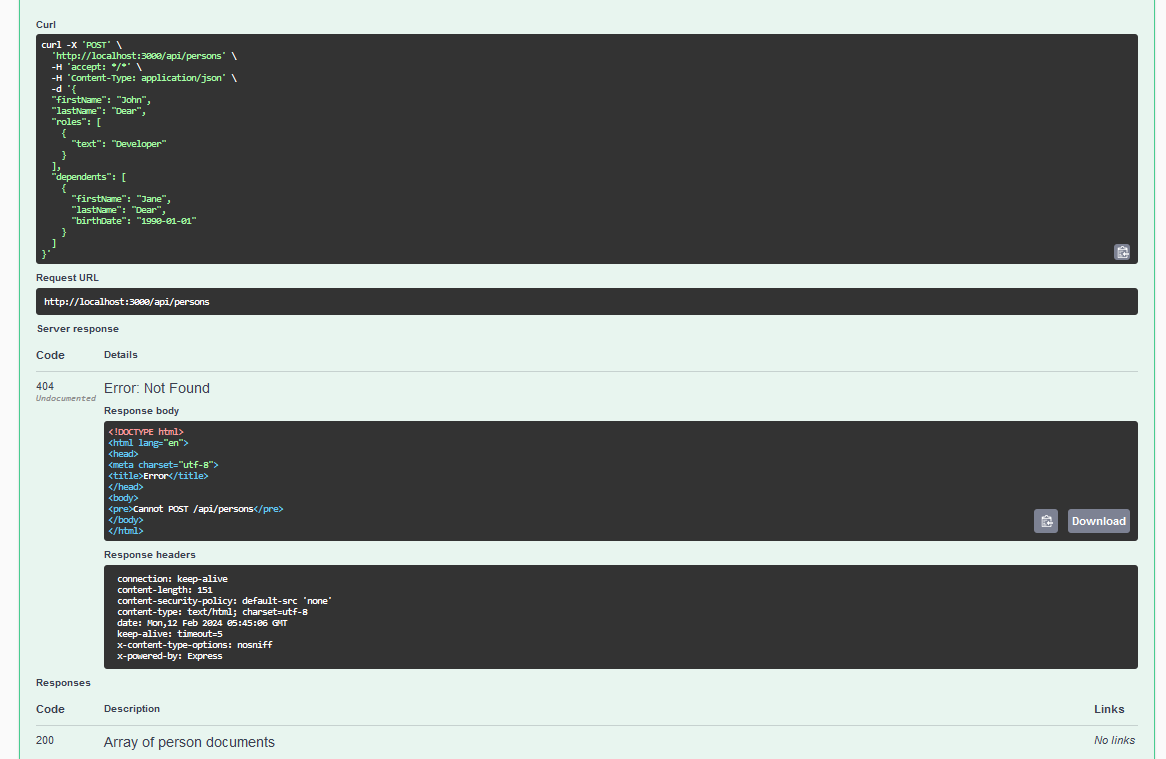 Curl
curl -X 'POST' \
'http://localhost:3000/api/persons' \
-H 'accept: */*' \
-H 'Content-Type: application/json' \
-d '{
"firstName": "John",
"lastName": "Dear",
"roles": [
{
"text": "Developer"
}
],
"dependents": [
{
"firstName": "Jane",
"lastName": "Dear",
"birthDate": "1990-01-01"
}
]
}'
Request URL
http://localhost:3000/api/persons
Server response
Code Details
404 Error: Not Found
Undocumented
Response body
<!DOCTYPE html>
<html lang="en">
<head>
<meta charset="utf-8">
<title>Error</title>
</head>
<body>
<pre>Cannot POST /api/persons</pre>
</body>
</html>
Download
Response headers
connection: keep-alive
content-length: 151
content-security-policy: default-src 'none'
content-type: text/html; charset=utf-8
date: Mon,12 Feb 2024 05:45:06 GMT
keep-alive: timeout=5
x-content-type-options: nosniff
x-powered-by: Express
Responses
Code Description Links
200 Array of person documents No links